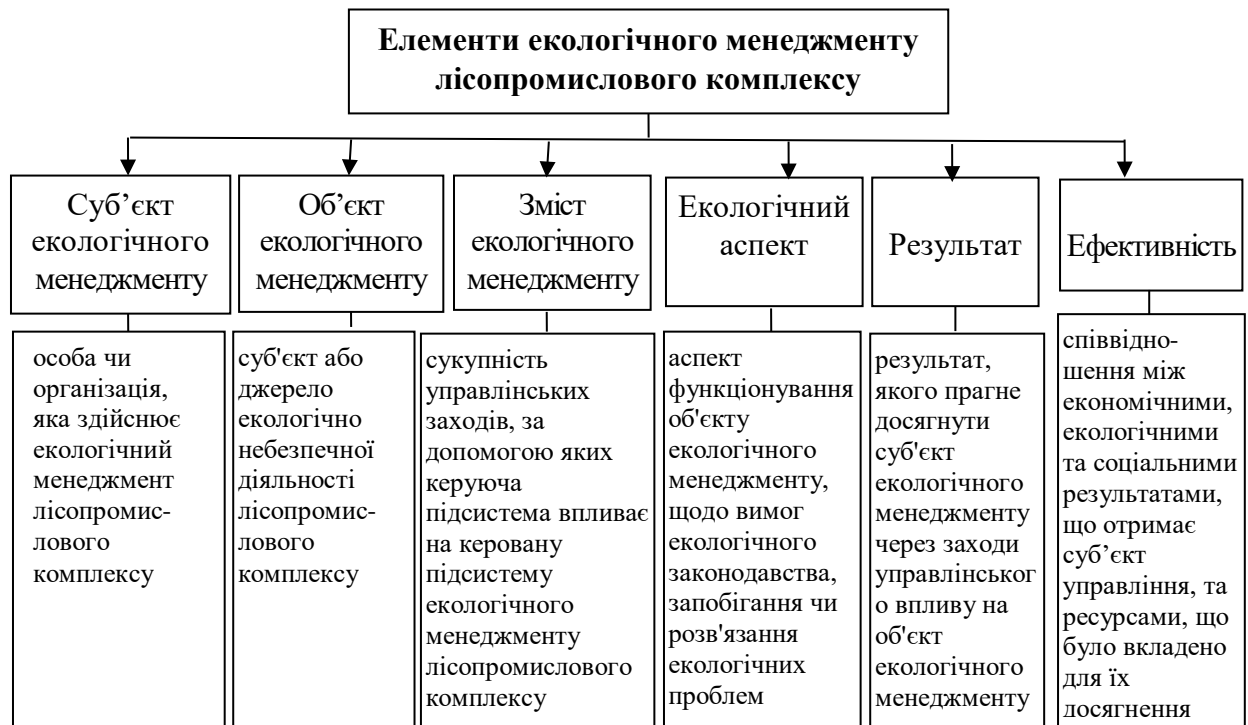 Елементи екологічного менеджменту
лісопромислового комплексу
Суб’єкт
екологічного
менеджменту
Об’єкт
екологічного
менеджменту
Зміст
екологічного
менеджменту
Екологічний
аспект
Результат
Ефективність
особа чи
організація,
яка здійснює
екологічний
менеджмент
лісопромис-
лового
комплексу
суб'єкт або
джерело
екологічно
небезпечної
діяльності
лісопромис-
лового
комплексу
сукупність
управлінських
заходів, за
допомогою яких
керуюча
підсистема впливає
на керовану
підсистему
екологічного
менеджменту
лісопромислового
комплексу
аспект
функціонування
об'єкту
екологічного
менеджменту,
щодо вимог
екологічного
законодавства,
запобігання чи
розв'язання
екологічних
проблем
результат,
якого прагне
досягнути
суб'єкт
екологічного
менеджменту
через заходи
управлінськог
о впливу на
об'єкт
екологічного
менеджменту
співвідно-
шення між
економічними,
екологічними
та соціальними
результатами,
що отримає
суб’єкт
управління, та
ресурсами, що
було вкладено
для їх
досягнення